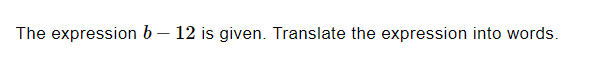 The expression b − 12 is given. Translate the expression into words.